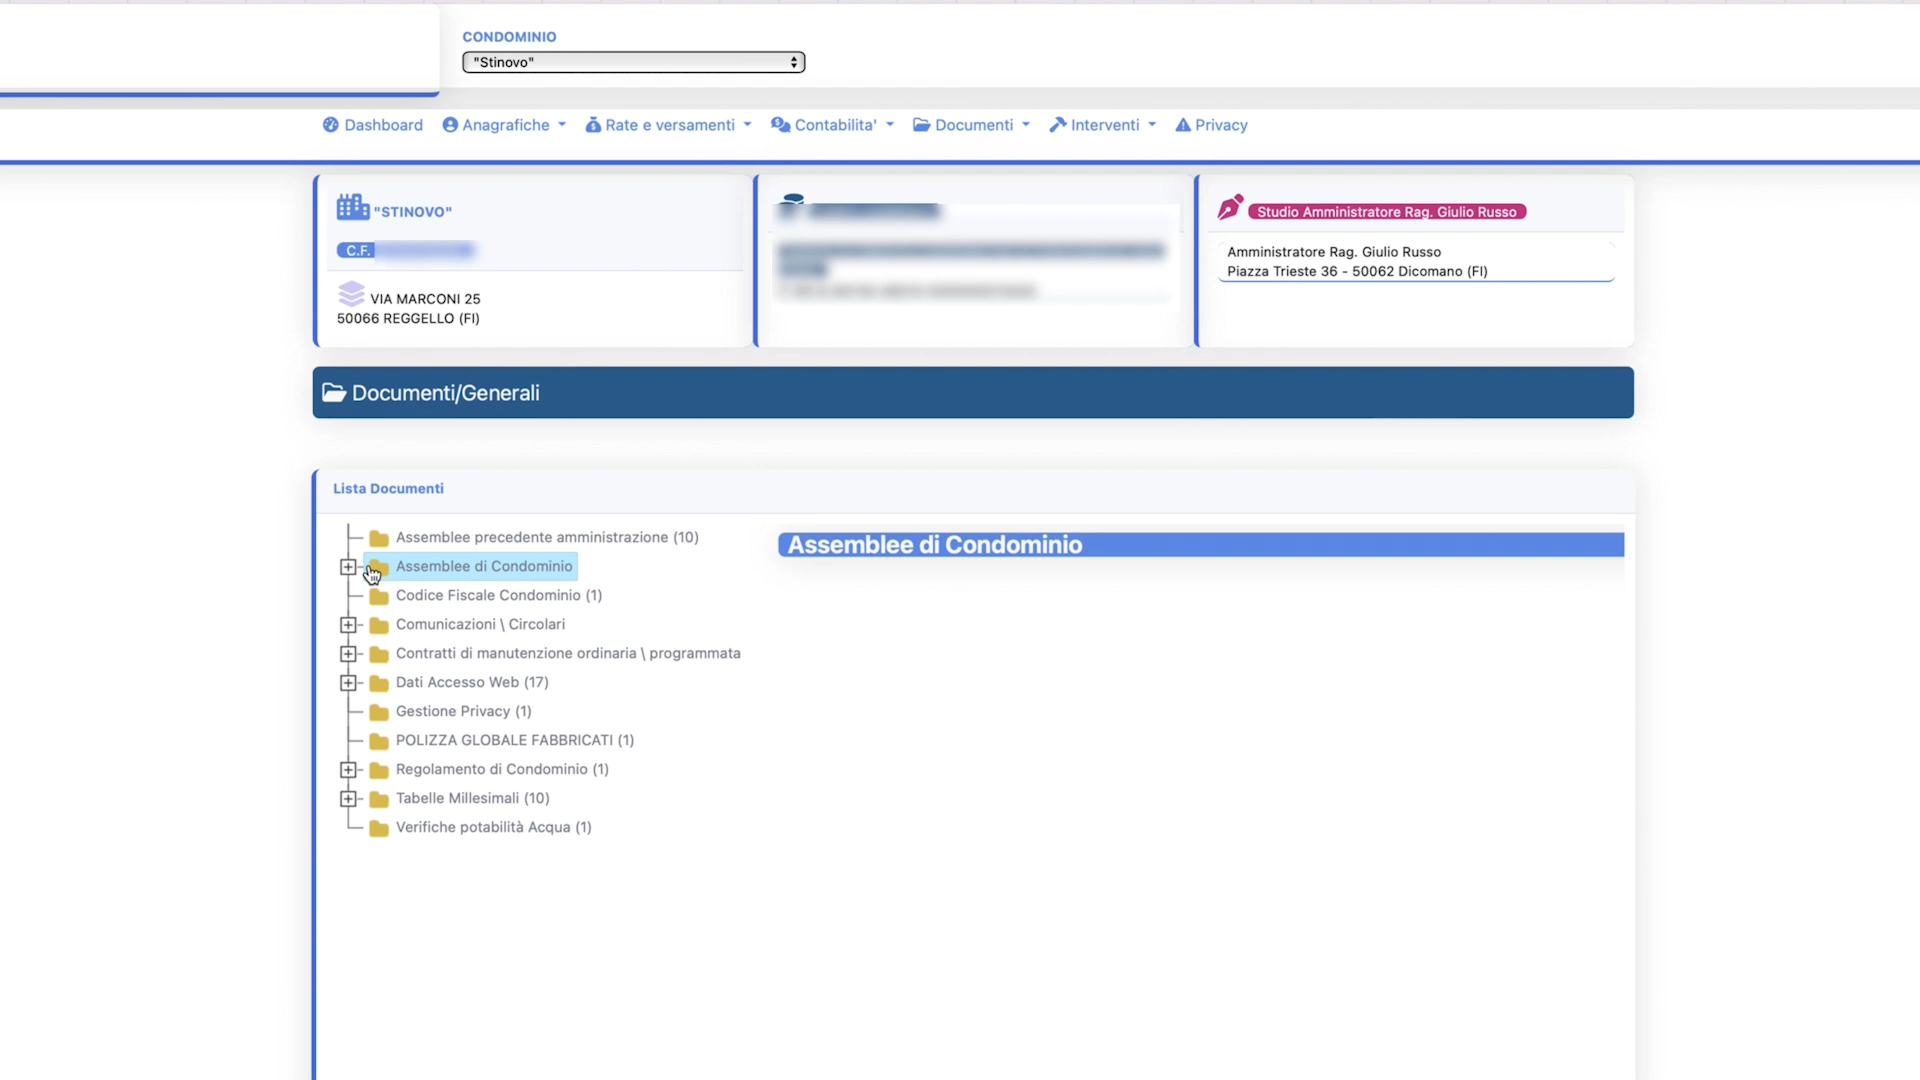 CONDOMINIO
"Stinovo"
Dashboard Anagrafiche Rate e versamenti Contabilita' Documenti Interventi Privacy
"STINOVO"
C.F.
VIA MARCONI 25
50066 REGGELLO (FI)
Studio Amministratore Rag. Giulio Russo
Amministratore Rag. Giulio Russo
Piazza Trieste 36 - 50062 Dicomano (FI)
Documenti/Generali
Lista Documenti
Assemblee precedente amministrazione (10)
Assemblee di Condominio
Codice Fiscale Condominio (1)
Comunicazioni \ Circolari
Contratti di manutenzione ordinaria \ programmata
Dati Accesso Web (17)
Gestione Privacy (1)
POLIZZA GLOBALE FABBRICATI (1)
Regolamento di Condominio (1)
Tabelle Millesimali (10)
Verifiche potabilità Acqua (1)
Assemblee di Condominio